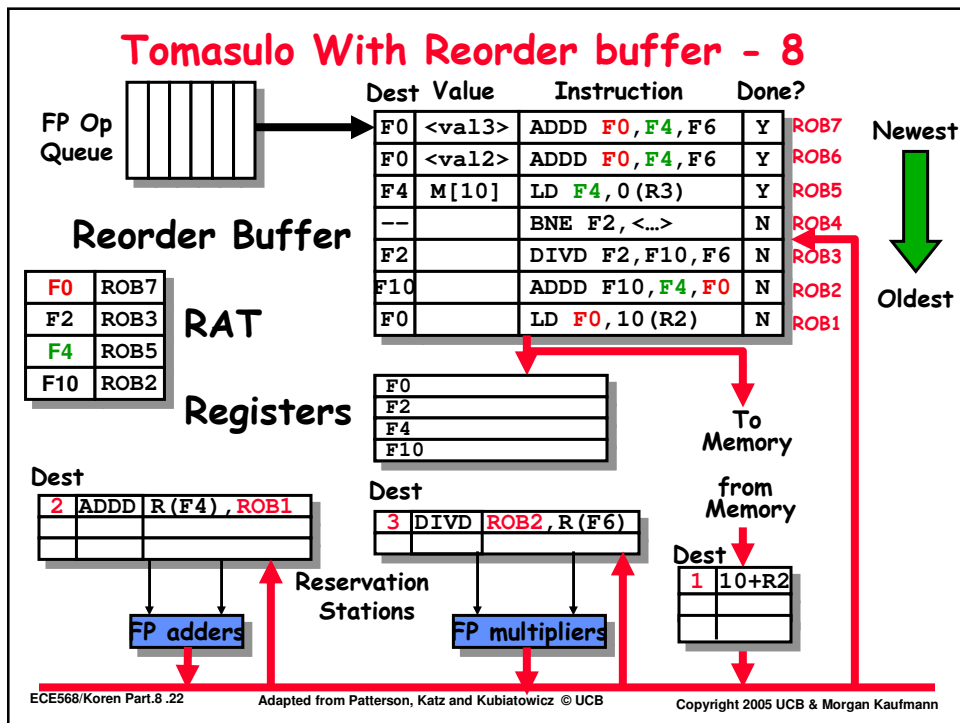 Tomasulo With Reorder buffer - 8
Dest Value Instruction Done?
FP Op
Queue
F0 <val3> ADDD F0,F4,F6 Y ROB7
F0 <val2> ADDD F0,F4,F6 Y ROB6
F4 M[10] LD F4,0(R3) Y ROB5
-- BNE F2,<…> N ROB4
F2 DIVD F2,F10,F6 N ROB3
F10 ADDD F10,F4,F0 N ROB2
F0 LD F0,10(R2) N ROB1
Newest
Oldest
Reorder Buffer
F0 ROB7
F2 ROB3
F4 ROB5
F10 ROB2
RAT
Registers
F0
F2
F4
F10
To
Memory
from
Memory
Dest
2 ADDD R(F4),ROB1
Dest
3 DIVD ROB2,R(F6)
Dest
1 10+R2
Reservation
Stations
FP adders
FP multipliers
ECE568/Koren Part.8 .22
Adapted from Patterson, Katz and Kubiatowicz © UCB
Copyright 2005 UCB & Morgan Kaufmann